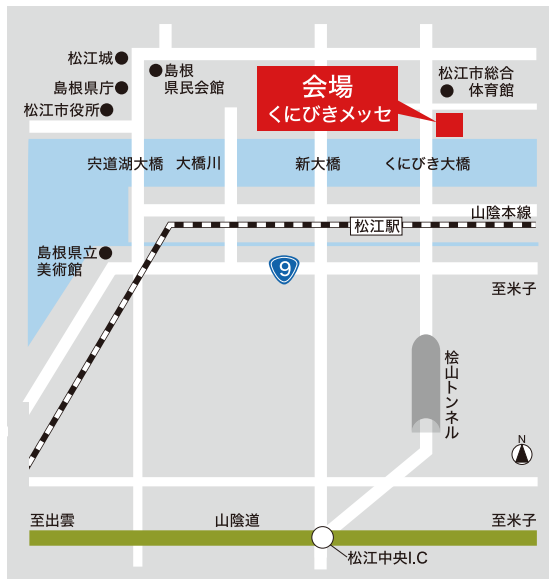 松江城
島根県庁
松江市役所
島根
県民会館
会場
くにびきメッセ
松江市総合
体育館
宍道湖大橋
大橋川
新大橋
くにびき大橋
山陰本線
松江駅
島根県立
美術館
9
至米子
桧山トンネル
N
至出雲
山陰道
至米子
松江中央I.C